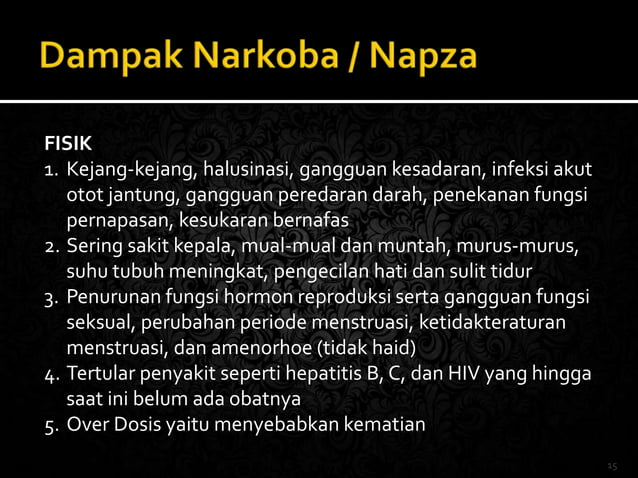 Dampak Narkoba / Napza
FISIK
1. Kejang-kejang, halusinasi, gangguan kesadaran, infeksi akut
otot jantung, gangguan peredaran darah, penekanan fungsi
pernapasan, kesukaran bernafas
2. Sering sakit kepala, mual-mual dan muntah, murus-murus,
suhu tubuh meningkat, pengecilan hati dan sulit tidur
3. Penurunan fungsi hormon reproduksi serta gangguan fungsi
seksual, perubahan periode menstruasi, ketidakteraturan
menstruasi, dan amenorhoe (tidak haid)
4. Tertular penyakit seperti hepatitis B, C, dan HIV yang hingga
saat ini belum ada obatnya
5. Over Dosis yaitu menyebabkan kematian
15